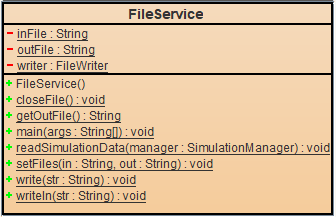 FileService
- inFile : String
- outFile : String
- writer : FileWriter
+ FileService()
+ closeFile() : void
+ getOutFile() : String
+ main(args : String[]) : void
+ readSimulationData(manager : SimulationManager) : void
+ setFiles(in : String, out : String) : void
+ write(str : String) : void
+ writeln(str : String) : void